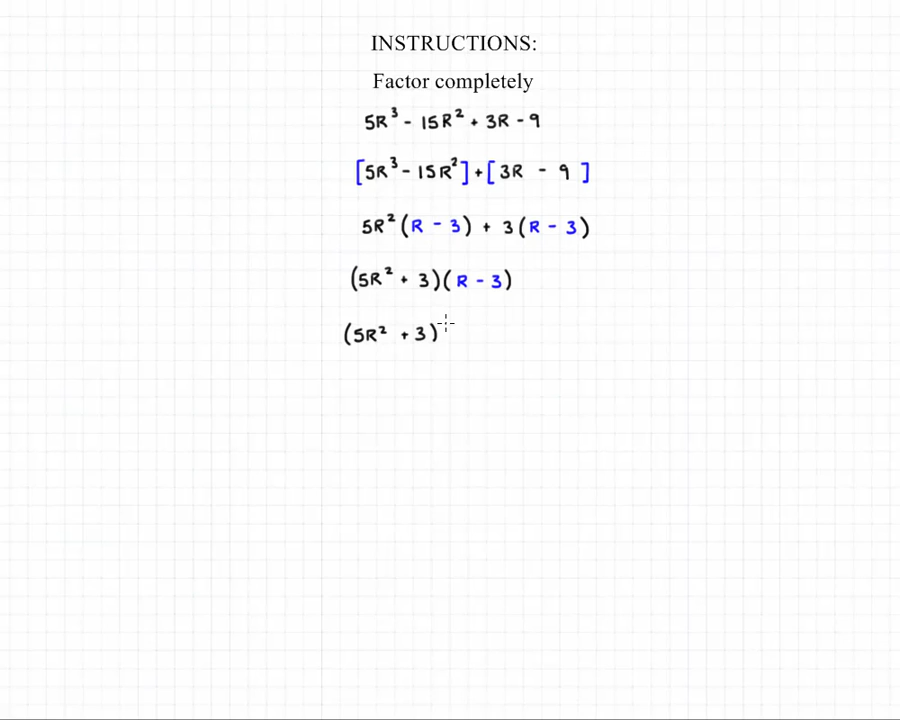 INSTRUCTIONS:
Factor completely
5R³ - 15R² + 3R - 9
[5R³ - 15R²] + [3R - 9]
5R²(R - 3) + 3(R - 3)
(5R² + 3)(R - 3)
(5R² + 3)